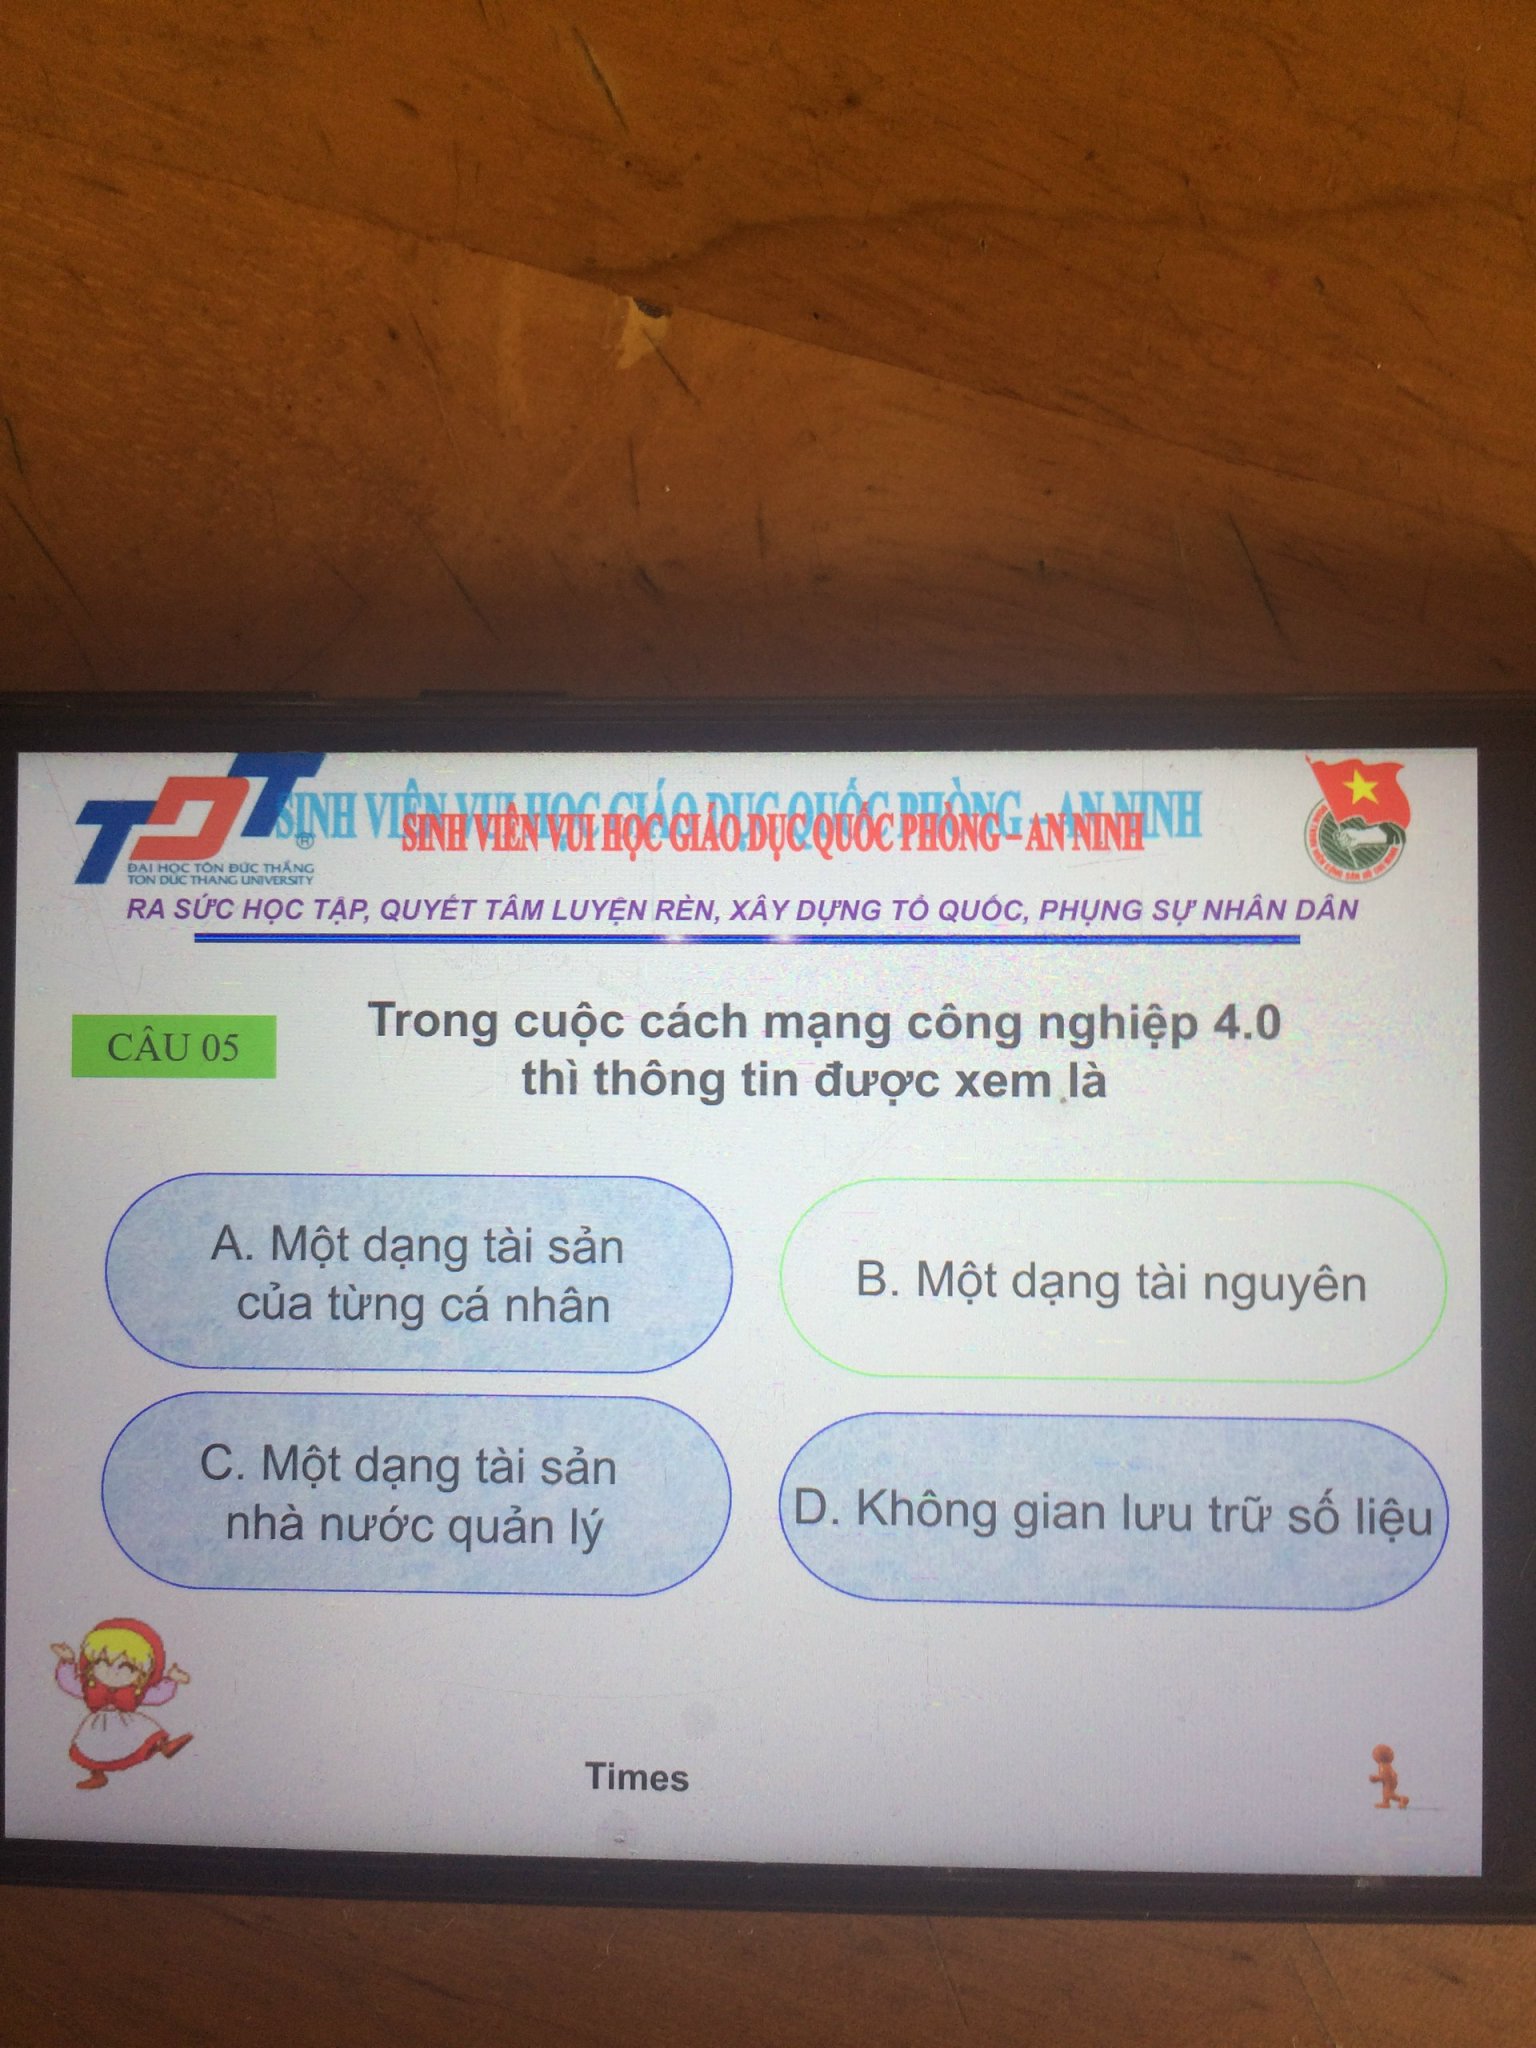 TDT
®
ĐẠI HỌC TÔN ĐỨC THẮNG
TON DUC THANG UNIVERSITY
SINH VIÊN VUI HỌC GIÁO DỤC QUỐC PHÒNG – AN NINH
SINH VIÊN VUI HỌC GIÁO DỤC QUỐC PHÒNG – AN NINH
RA SỨC HỌC TẬP, QUYẾT TÂM LUYỆN RÈN, XÂY DỰNG TỔ QUỐC, PHỤNG SỰ NHÂN DÂN
CÂU 05
Trong cuộc cách mạng công nghiệp 4.0
thì thông tin được xem là
A. Một dạng tài sản
của từng cá nhân
B. Một dạng tài nguyên
C. Một dạng tài sản
nhà nước quản lý
D. Không gian lưu trữ số liệu
Times